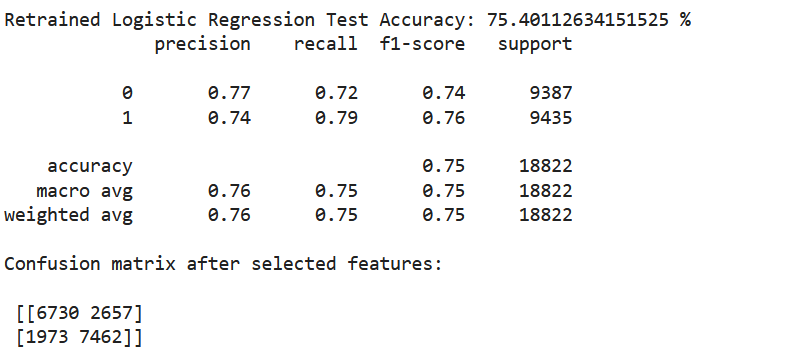 Retrained Logistic Regression Test Accuracy: 75.40112634151525 %
precision recall f1-score support
0 0.77 0.72 0.74 9387
1 0.74 0.79 0.76 9435
accuracy 0.75 18822
macro avg 0.76 0.75 0.75 18822
weighted avg 0.76 0.75 0.75 18822
Confusion matrix after selected features:
[[6730 2657]
[1973 7462]]